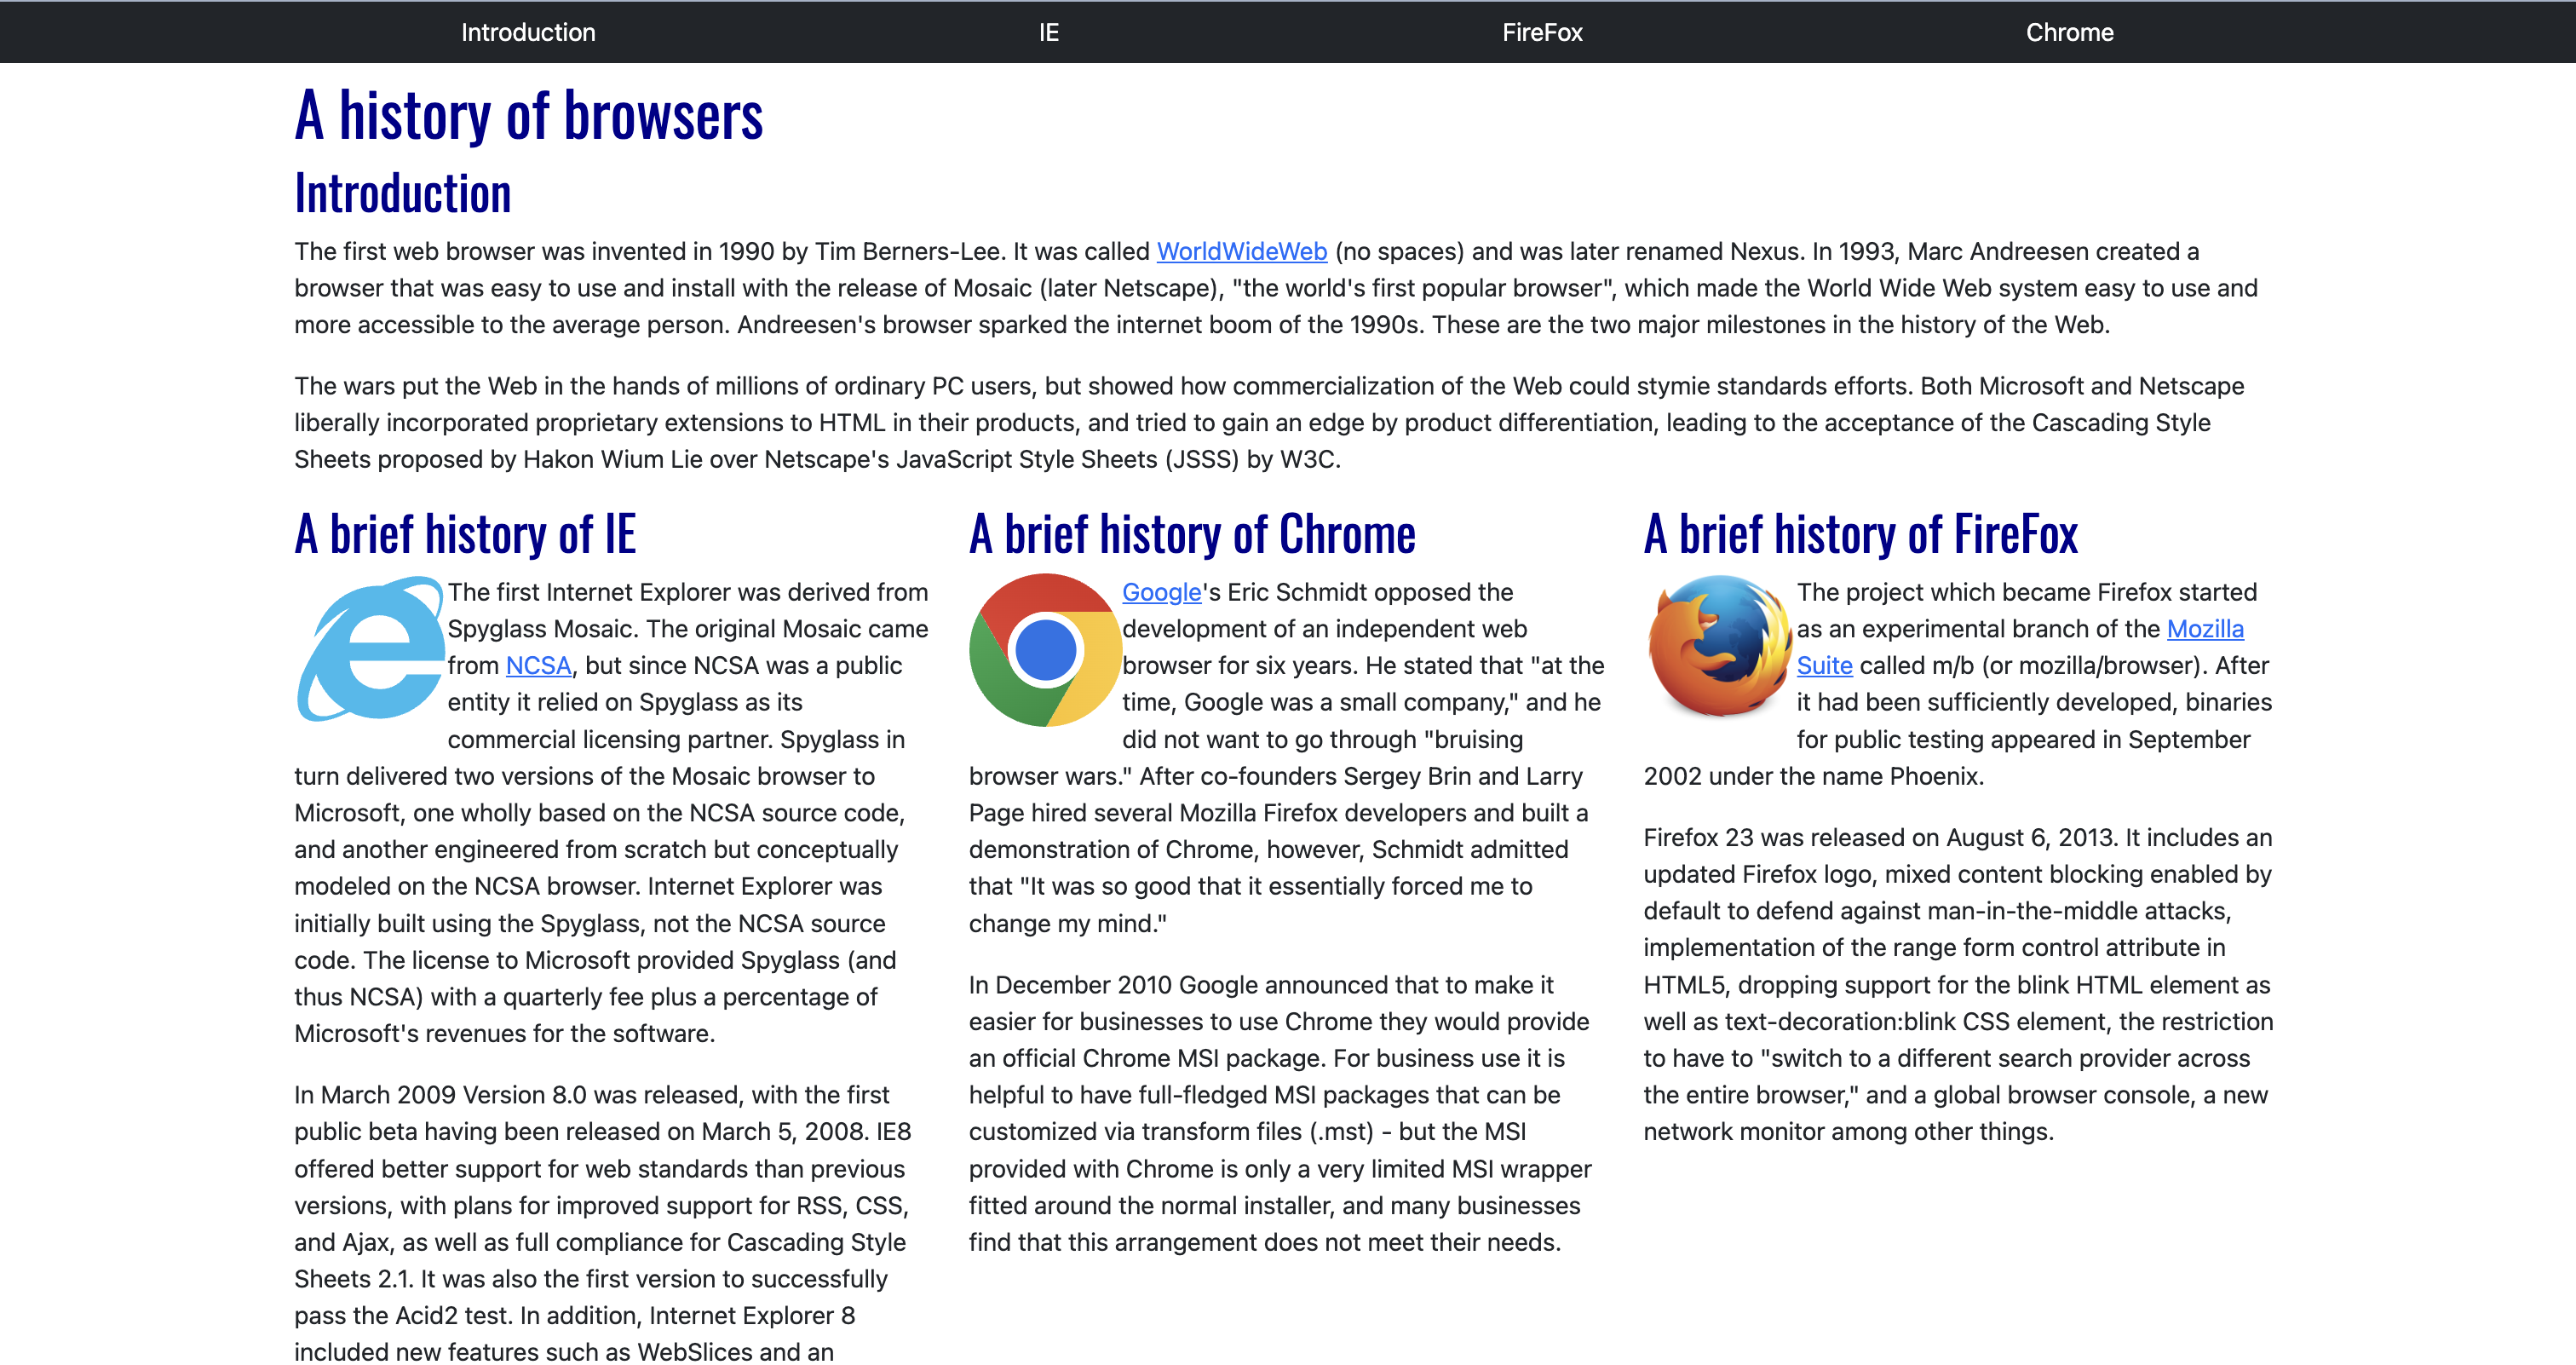 Introduction IE FireFox Chrome
A history of browsers
Introduction
The first web browser was invented in 1990 by Tim Berners-Lee. It was called WorldWideWeb (no spaces) and was later renamed Nexus. In 1993, Marc Andreesen created a
browser that was easy to use and install with the release of Mosaic (later Netscape), "the world's first popular browser", which made the World Wide Web system easy to use and
more accessible to the average person. Andreesen's browser sparked the internet boom of the 1990s. These are the two major milestones in the history of the Web.
The wars put the Web in the hands of millions of ordinary PC users, but showed how commercialization of the Web could stymie standards efforts. Both Microsoft and Netscape
liberally incorporated proprietary extensions to HTML in their products, and tried to gain an edge by product differentiation, leading to the acceptance of the Cascading Style
Sheets proposed by Hakon Wium Lie over Netscape's JavaScript Style Sheets (JSSS) by W3C.
A brief history of IE
The first Internet Explorer was derived from
Spyglass Mosaic. The original Mosaic came
from NCSA, but since NCSA was a public
entity it relied on Spyglass as its
commercial licensing partner. Spyglass in
turn delivered two versions of the Mosaic browser to
Microsoft, one wholly based on the NCSA source code,
and another engineered from scratch but conceptually
modeled on the NCSA browser. Internet Explorer was
initially built using the Spyglass, not the NCSA source
code. The license to Microsoft provided Spyglass (and
thus NCSA) with a quarterly fee plus a percentage of
Microsoft's revenues for the software.
In March 2009 Version 8.0 was released, with the first
public beta having been released on March 5, 2008. IE8
offered better support for web standards than previous
versions, with plans for improved support for RSS, CSS,
and Ajax, as well as full compliance for Cascading Style
Sheets 2.1. It was also the first version to successfully
pass the Acid2 test. In addition, Internet Explorer 8
included new features such as WebSlices and an
A brief history of Chrome
Google's Eric Schmidt opposed the
development of an independent web
browser for six years. He stated that "at the
time, Google was a small company," and he
did not want to go through "bruising
browser wars." After co-founders Sergey Brin and Larry
Page hired several Mozilla Firefox developers and built a
demonstration of Chrome, however, Schmidt admitted
that "It was so good that it essentially forced me to
change my mind."
In December 2010 Google announced that to make it
easier for businesses to use Chrome they would provide
an official Chrome MSI package. For business use it is
helpful to have full-fledged MSI packages that can be
customized via transform files (.mst) - but the MSI
provided with Chrome is only a very limited MSI wrapper
fitted around the normal installer, and many businesses
find that this arrangement does not meet their needs.
A brief history of FireFox
The project which became Firefox started
as an experimental branch of the Mozilla
Suite called m/b (or mozilla/browser). After
it had been sufficiently developed, binaries
for public testing appeared in September
2002 under the name Phoenix.
Firefox 23 was released on August 6, 2013. It includes an
updated Firefox logo, mixed content blocking enabled by
default to defend against man-in-the-middle attacks,
implementation of the range form control attribute in
HTML5, dropping support for the blink HTML element as
well as text-decoration:blink CSS element, the restriction
to have to "switch to a different search provider across
the entire browser," and a global browser console, a new
network monitor among other things.